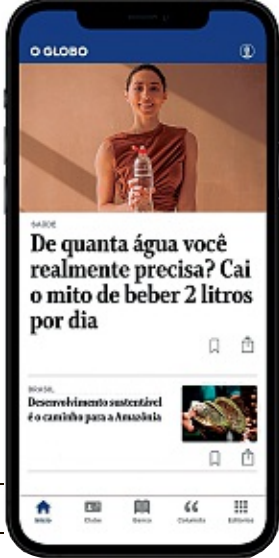 O GLOBO
SAÚDE
De quanta água você
realmente precisa? Cai
o mito de beber 2 litros
por dia
BRASIL
Desenvolvimento sustentável
é o caminho para a Amazônia
Início
Clube
Banca
Colunista
Editorias